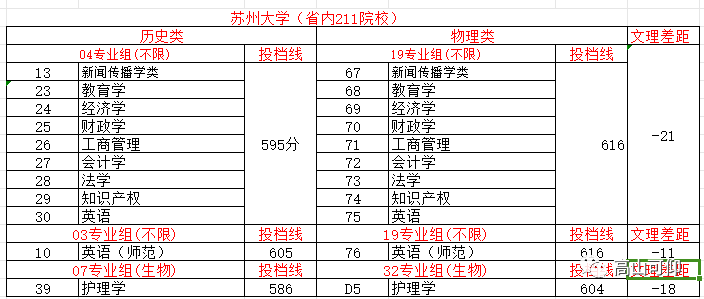 苏州大学（省内211院校）
历史类 物理类
04专业组(不限) 投档线 19专业组(不限) 投档线 文理差距
13 新闻传播学类 595分 67 新闻传播学类 616 -21
23 教育学 68 教育学
24 经济学 69 经济学
25 财政学 70 财政学
26 工商管理 71 工商管理
27 会计学 72 会计学
28 法学 73 法学
29 知识产权 74 知识产权
30 英语 75 英语
03专业组(不限) 投档线 19专业组(不限) 投档线 文理差距
10 英语（师范） 605 76 英语（师范） 616 -11
07专业组(生物) 投档线 32专业组(生物) 投档线 文理差距
39 护理学 586 D5 护理学 604 -18